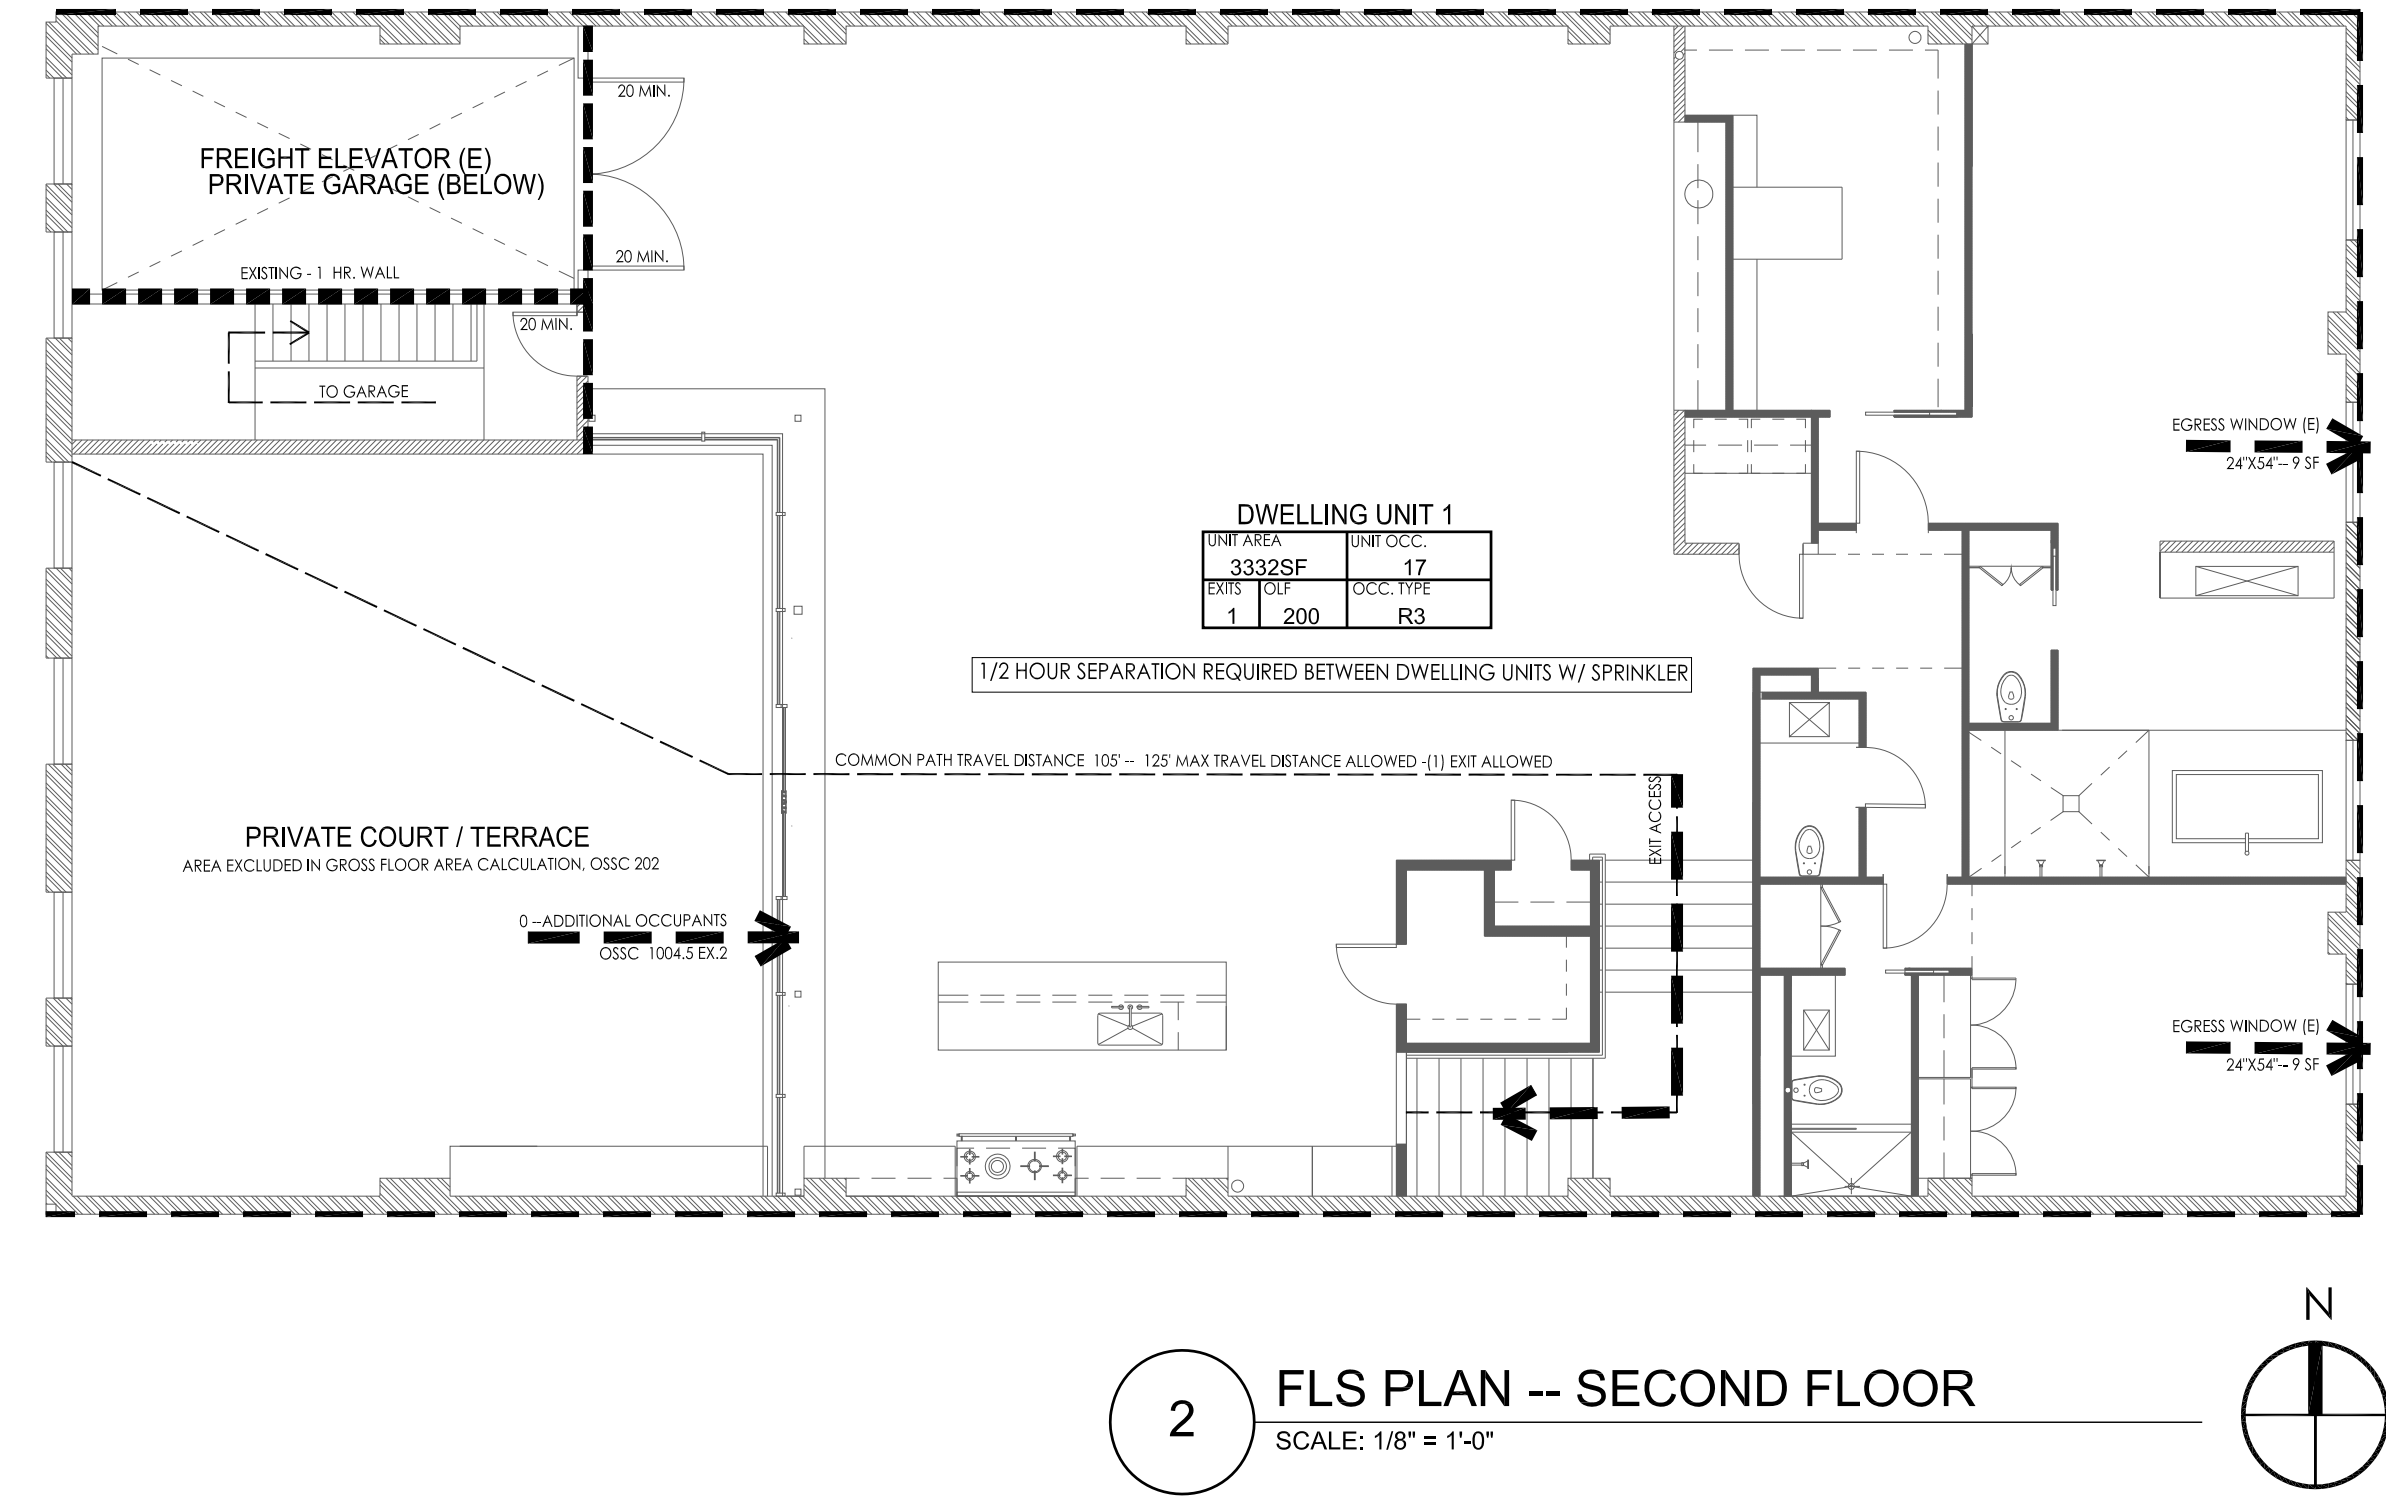 20 MIN.
FREIGHT ELEVATOR (E)
PRIVATE GARAGE (BELOW)
20 MIN.
EXISTING - 1 HR. WALL
20 MIN.
TO GARAGE
EGRESS WINDOW (E)
24"X54"-- 9 SF
DWELLING UNIT 1
UNIT AREA
3332SF
UNIT OCC.
17
EXITS
1
OLF
200
OCC. TYPE
R3
1/2 HOUR SEPARATION REQUIRED BETWEEN DWELLING UNITS W/ SPRINKLER
COMMON PATH TRAVEL DISTANCE 105' -- 125' MAX TRAVEL DISTANCE ALLOWED -(1) EXIT ALLOWED
EXIT ACCESS
PRIVATE COURT / TERRACE
AREA EXCLUDED IN GROSS FLOOR AREA CALCULATION, OSSC 202
0 --ADDITIONAL OCCUPANTS
OSSC 1004.5 EX.2
EGRESS WINDOW (E)
24"X54"-- 9 SF
N
2
FLS PLAN -- SECOND FLOOR
SCALE: 1/8" = 1'-0"